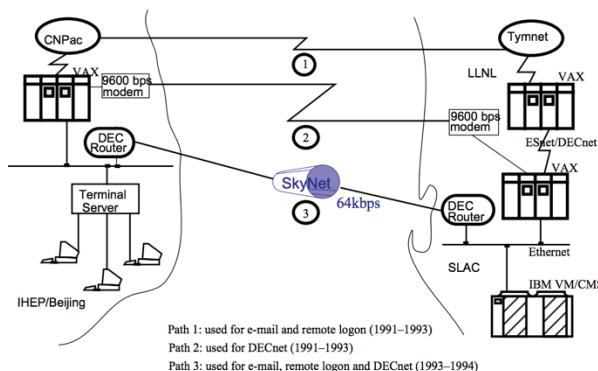 CNPac
Tymnet
1
LLNL
VAX
VAX
9600 bps
modem
9600 bps
modem
2
DEC
Router
ESnet/DECnet
VAX
SkyNet
64kbps
Terminal
Server
3
DEC
Router
Ethernet
SLAC
IBM VM/CMS
IHEP/Beijing
Path 1: used for e-mail and remote logon (1991–1993)
Path 2: used for DECnet (1991–1993)
Path 3: used for e-mail, remote logon and DECnet (1993–1994)